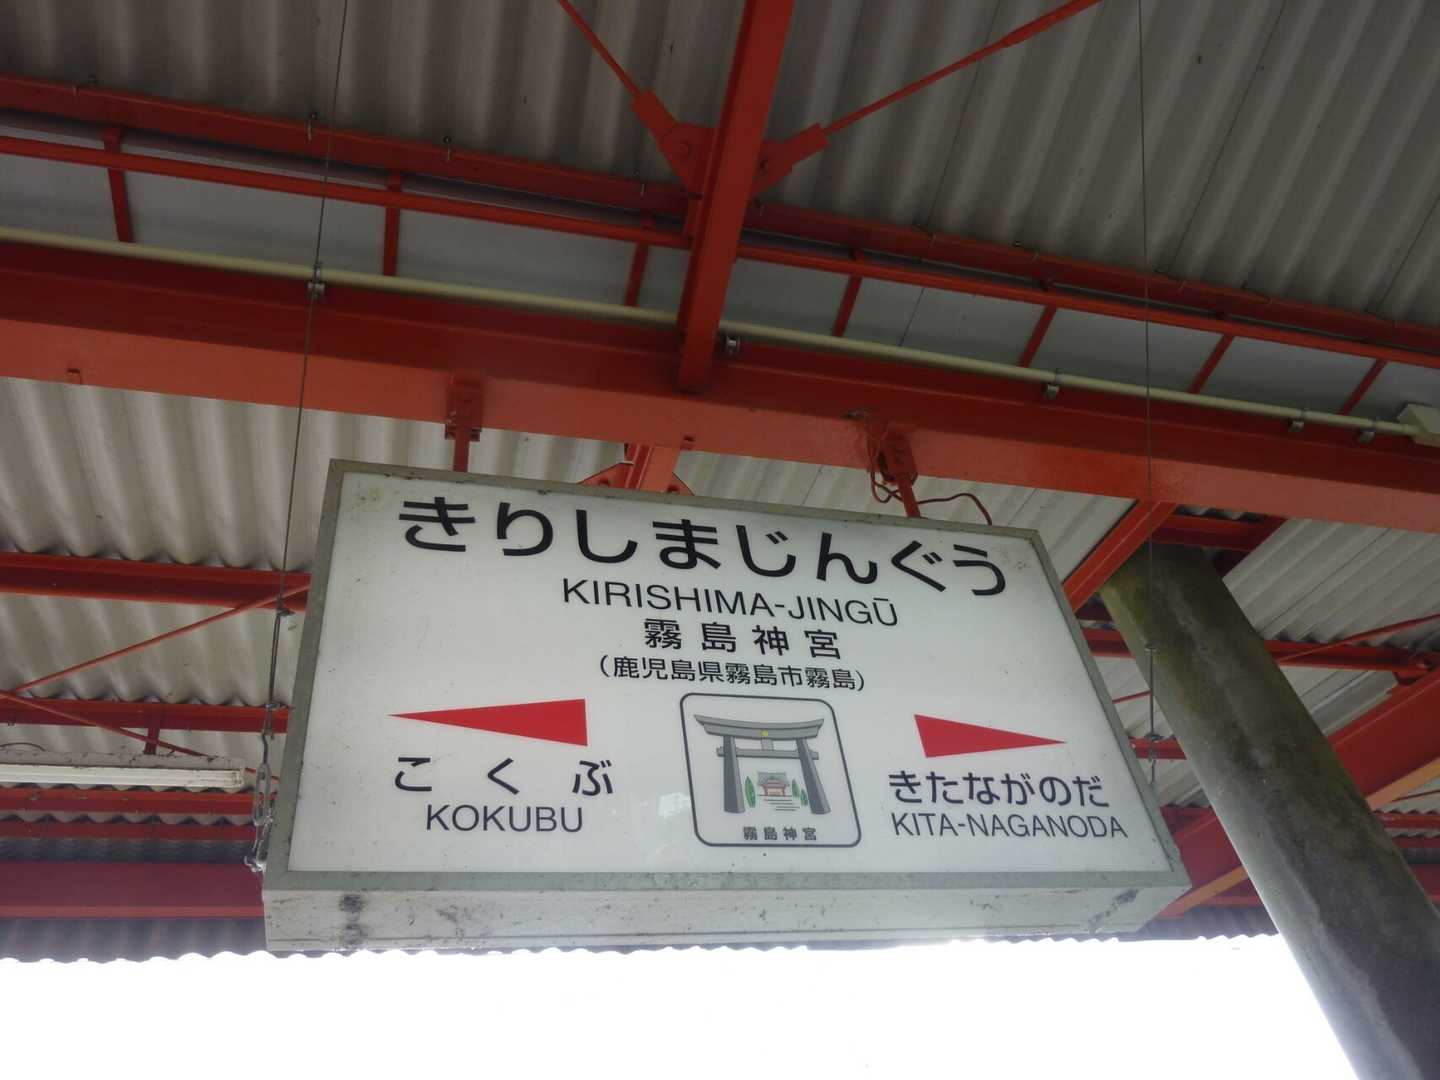 きりしまじんぐう
KIRISHIMA-JINGŪ
霧島神宮
（鹿児島県霧島市霧島）
こくぶ
KOKUBU
霧島神宮
きたながのだ
KITA-NAGANODA